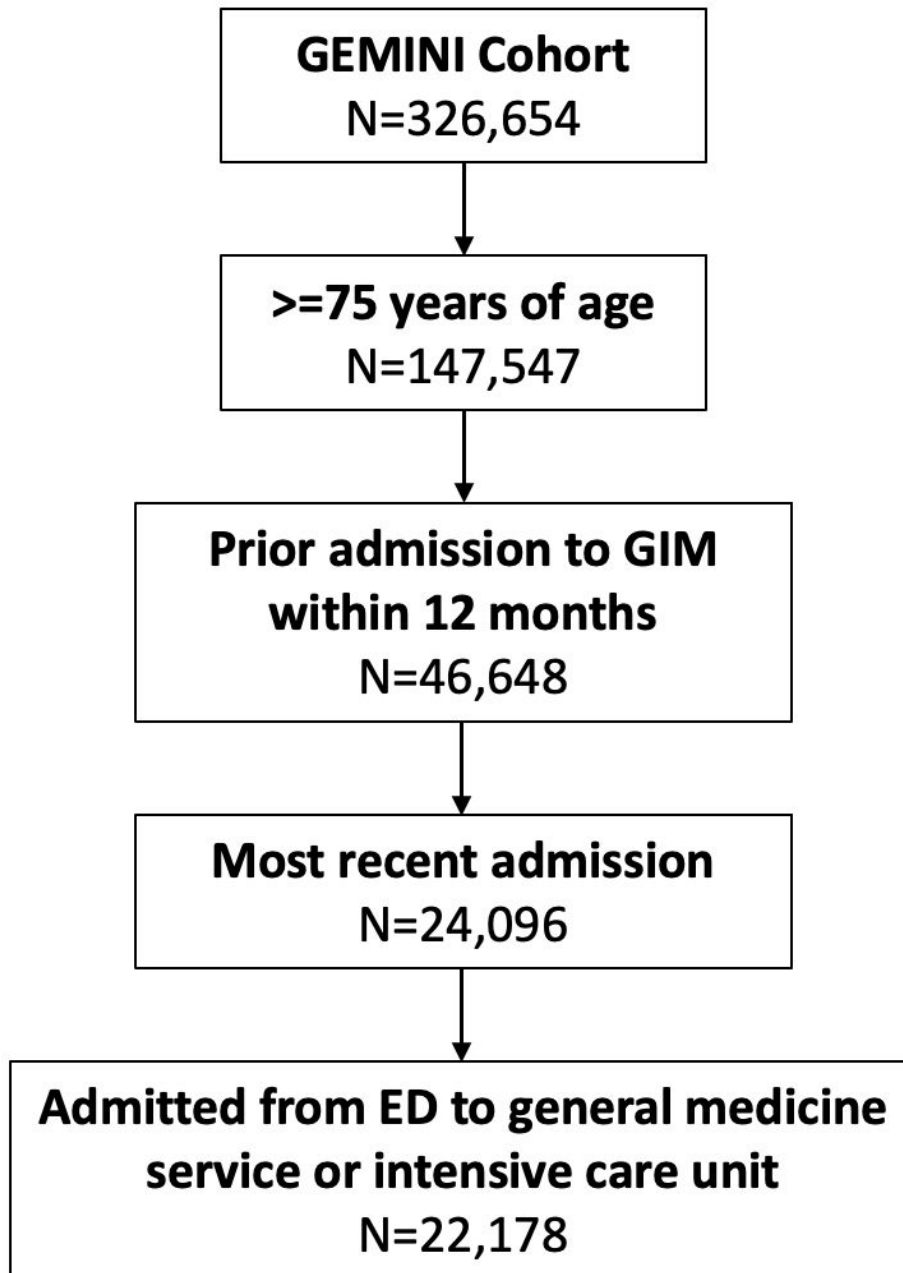 GEMINI Cohort
N=326,654
>=75 years of age
N=147,547
Prior admission to GIM
within 12 months
N=46,648
Most recent admission
N=24,096
Admitted from ED to general medicine
service or intensive care unit
N=22,178